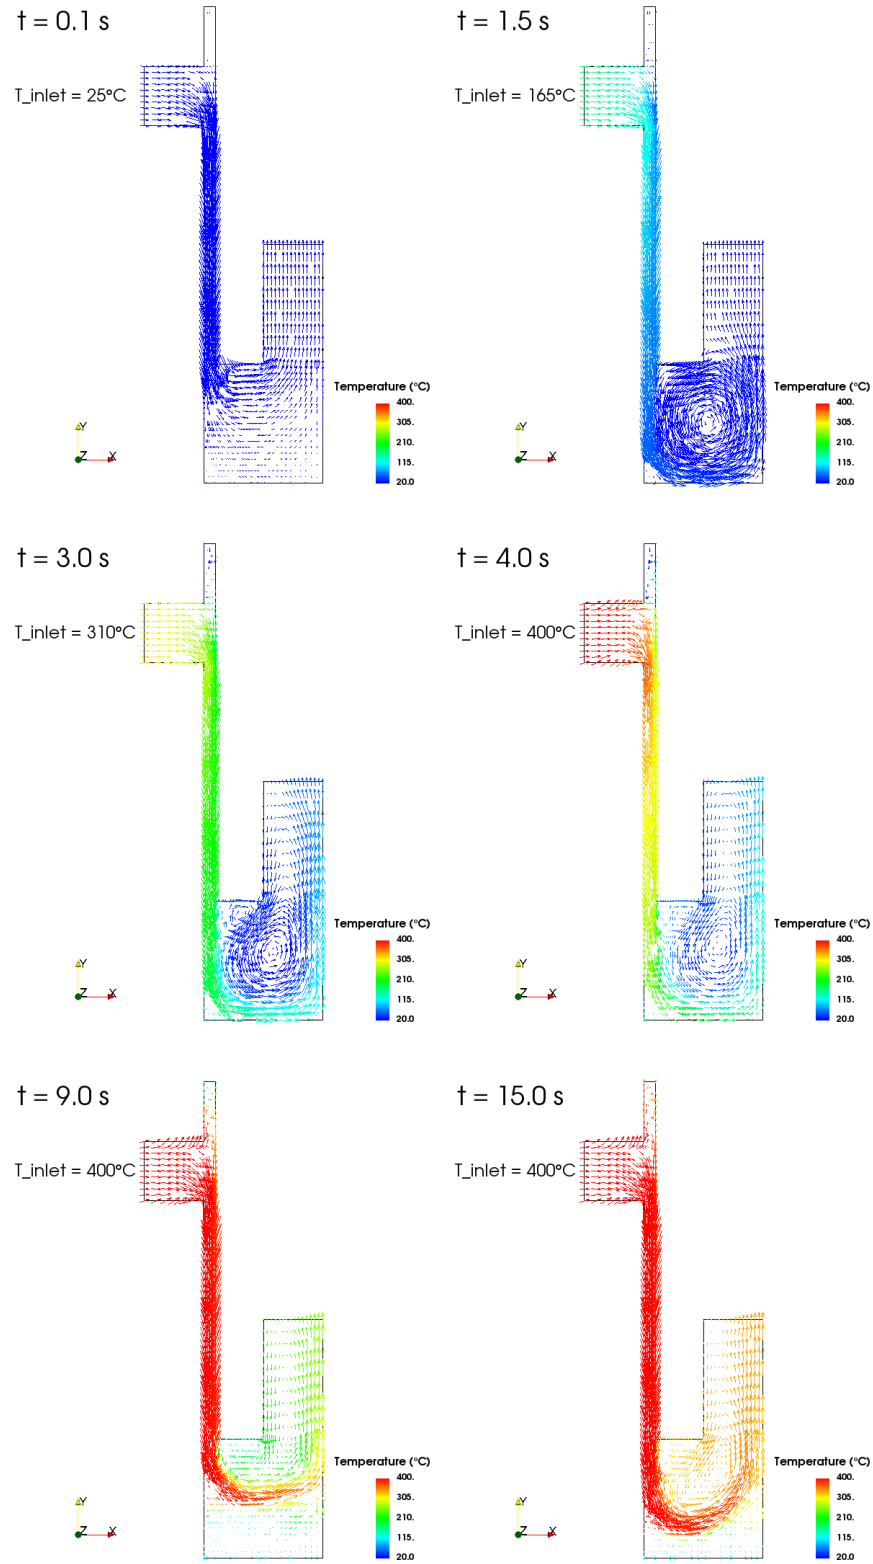 t = 0.1 s
T_inlet = 25°C
Temperature (°C)
400.
305.
210.
115.
20.0
Y
Z X
t = 1.5 s
T_inlet = 165°C
Temperature (°C)
400.
305.
210.
115.
20.0
Y
Z X
t = 3.0 s
T_inlet = 310°C
Temperature (°C)
400.
305.
210.
115.
20.0
Y
Z X
t = 4.0 s
T_inlet = 400°C
Temperature (°C)
400.
305.
210.
115.
20.0
Y
Z X
t = 9.0 s
T_inlet = 400°C
Temperature (°C)
400.
305.
210.
115.
20.0
Y
Z X
t = 15.0 s
T_inlet = 400°C
Temperature (°C)
400.
305.
210.
115.
20.0
Y
Z X